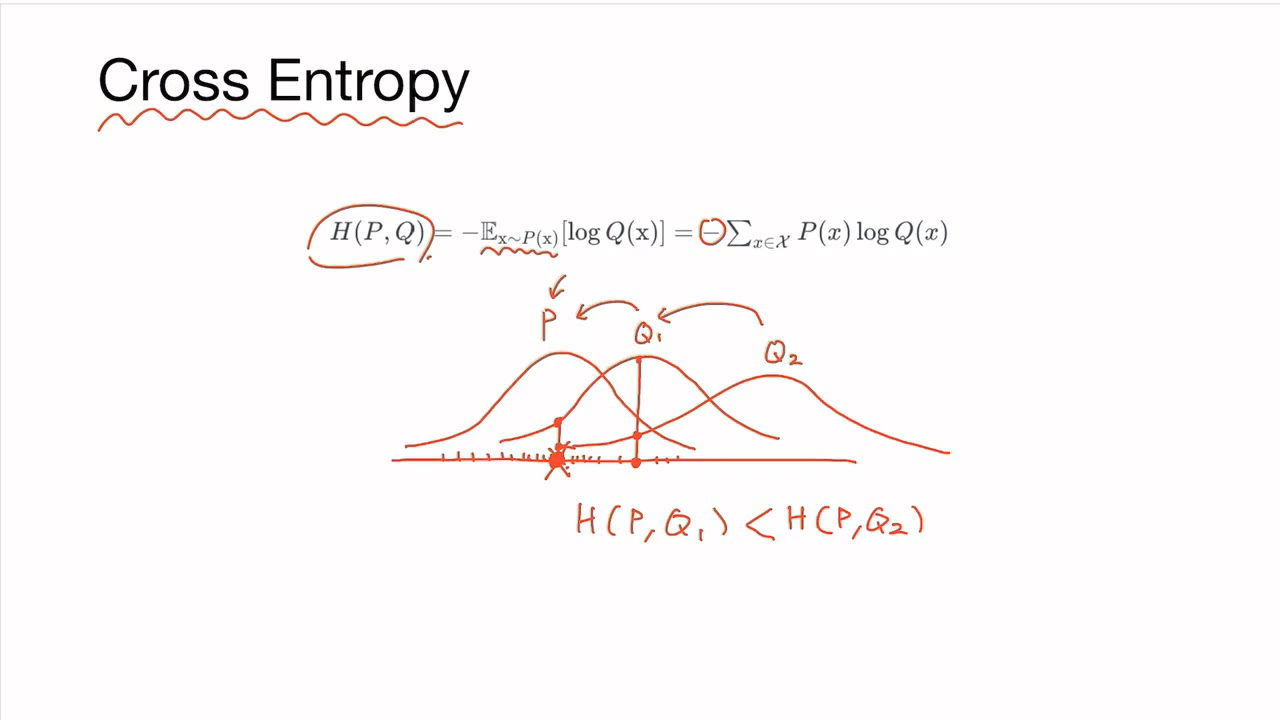 Cross Entropy
H(P, Q) = −𝔼ₓ∼P(x)[log Q(x)] = −∑ₓ∈𝒳 P(x) log Q(x)
P
Q₁
Q₂
H(P,Q₁) < H(P,Q₂)